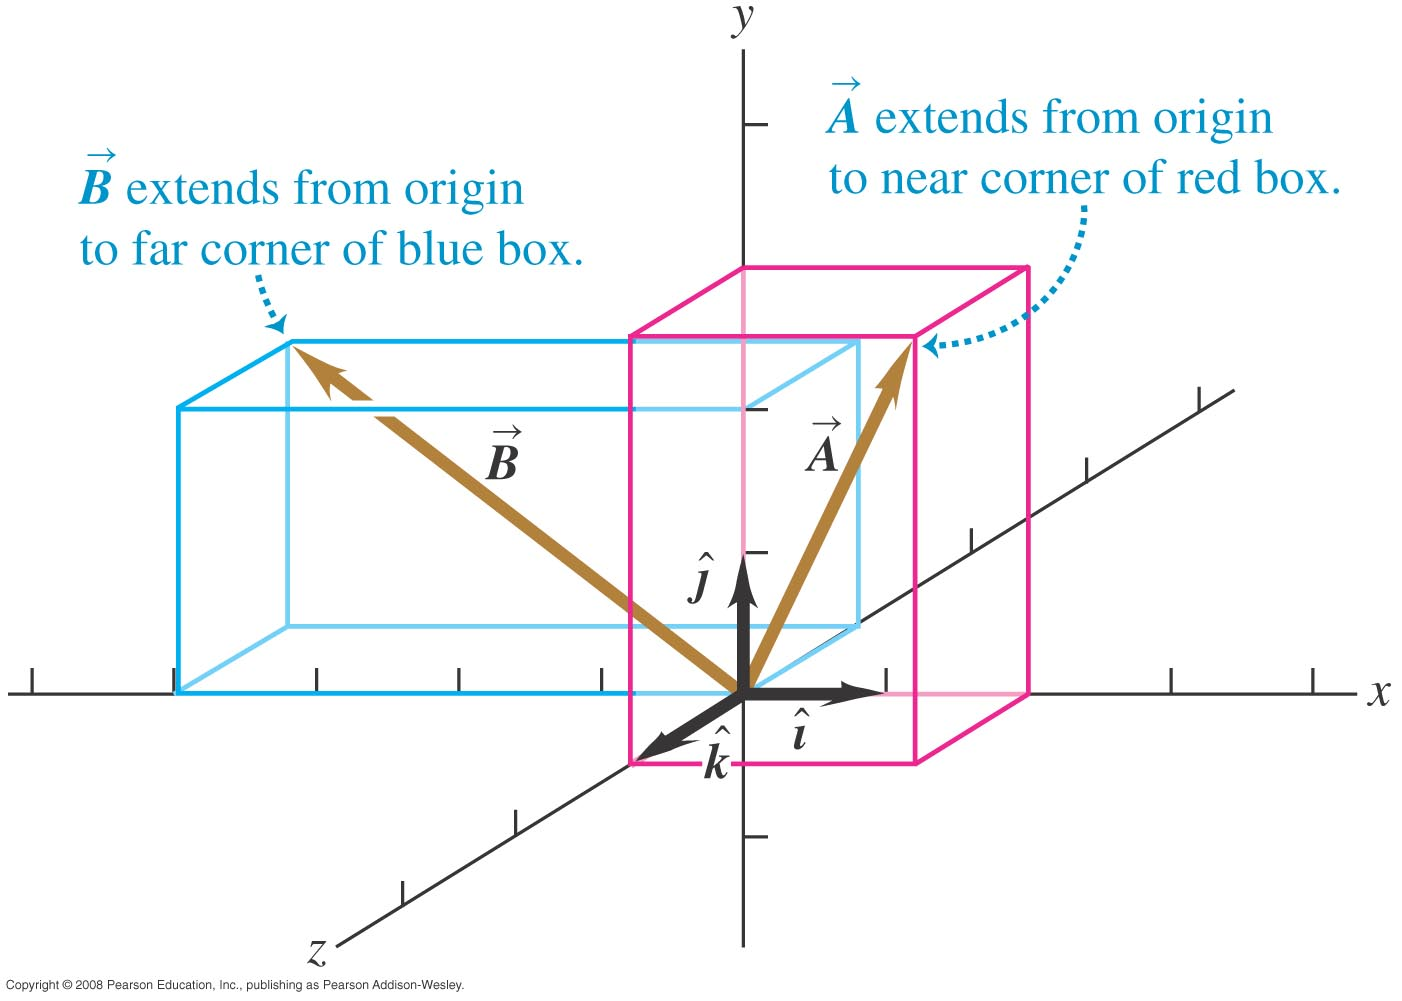 y
A⃗ extends from origin
to near corner of red box.
B⃗ extends from origin
to far corner of blue box.
B⃗
A⃗
ĵ
x
î
k̂
z
Copyright © 2008 Pearson Education, Inc., publishing as Pearson Addison-Wesley.